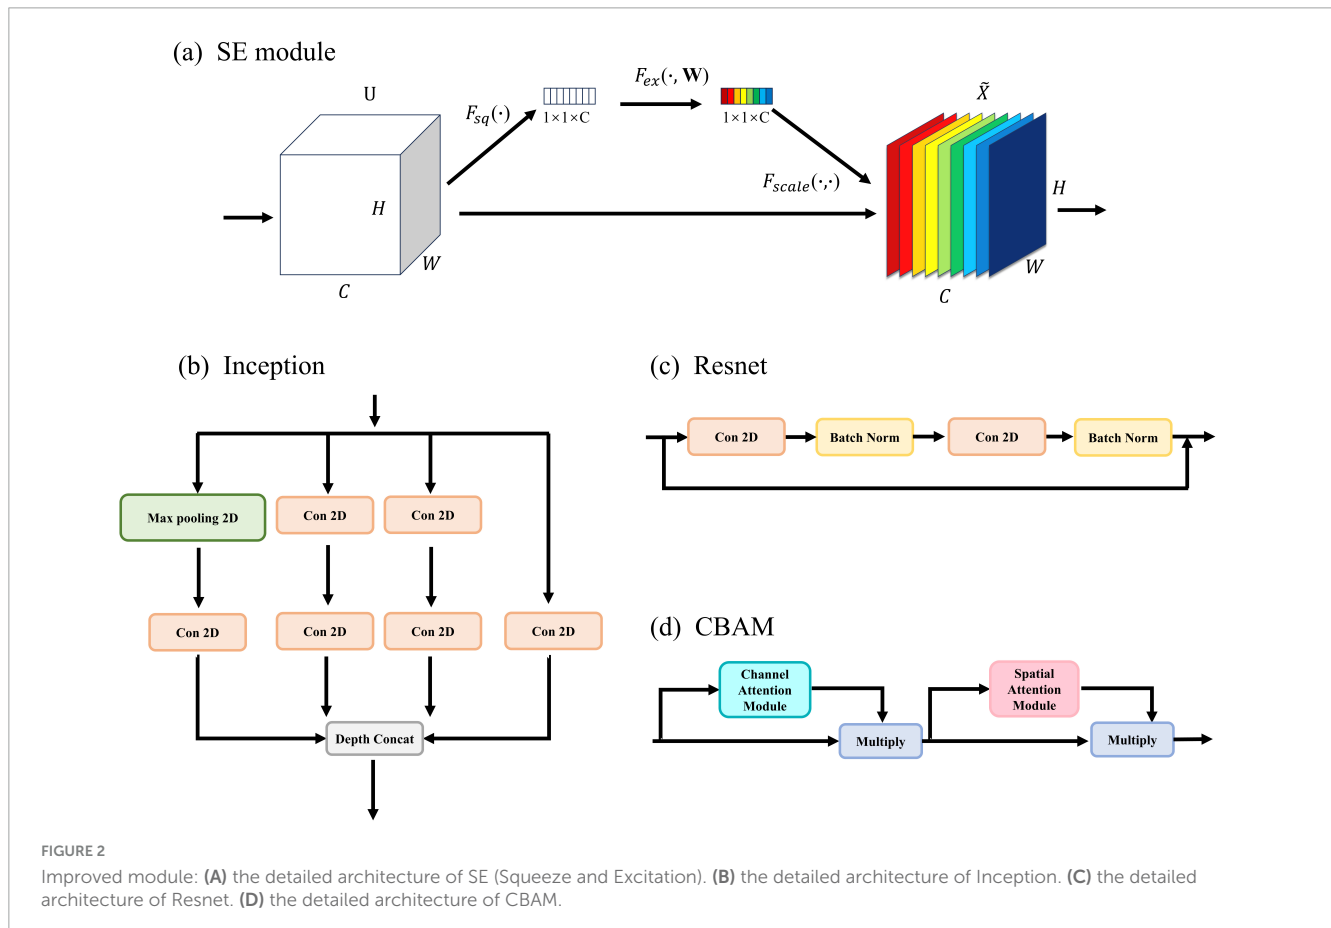 (a) SE module
U
F_sq(·)
1×1×C
F_ex(·, W)
1×1×C
X̃
F_scale(·,·)
H
W
C
H
W
C
(b) Inception
Max pooling 2D
Con 2D
Con 2D
Con 2D
Con 2D
Con 2D
Con 2D
Depth Concat
(c) Resnet
Con 2D
Batch Norm
Con 2D
Batch Norm
(d) CBAM
Channel
Attention
Module
Multiply
Spatial
Attention
Module
Multiply
FIGURE 2
Improved module: (A) the detailed architecture of SE (Squeeze and Excitation). (B) the detailed architecture of Inception. (C) the detailed
architecture of Resnet. (D) the detailed architecture of CBAM.